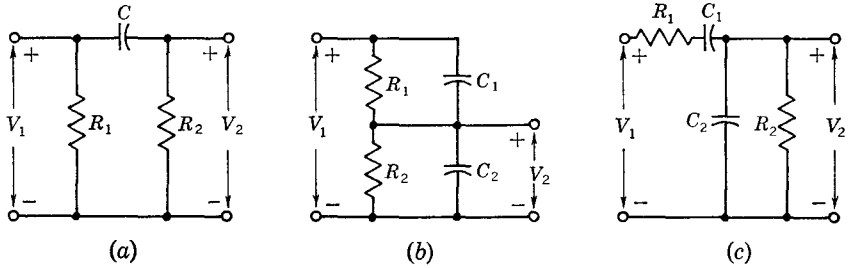 C
+ +
V₁ R₁ R₂ V₂
− −
(a)
+
R₁ C₁
V₁ +
R₂ C₂ V₂
− −
(b)
R₁ C₁
+ +
V₁ C₂ R₂ V₂
− −
(c)